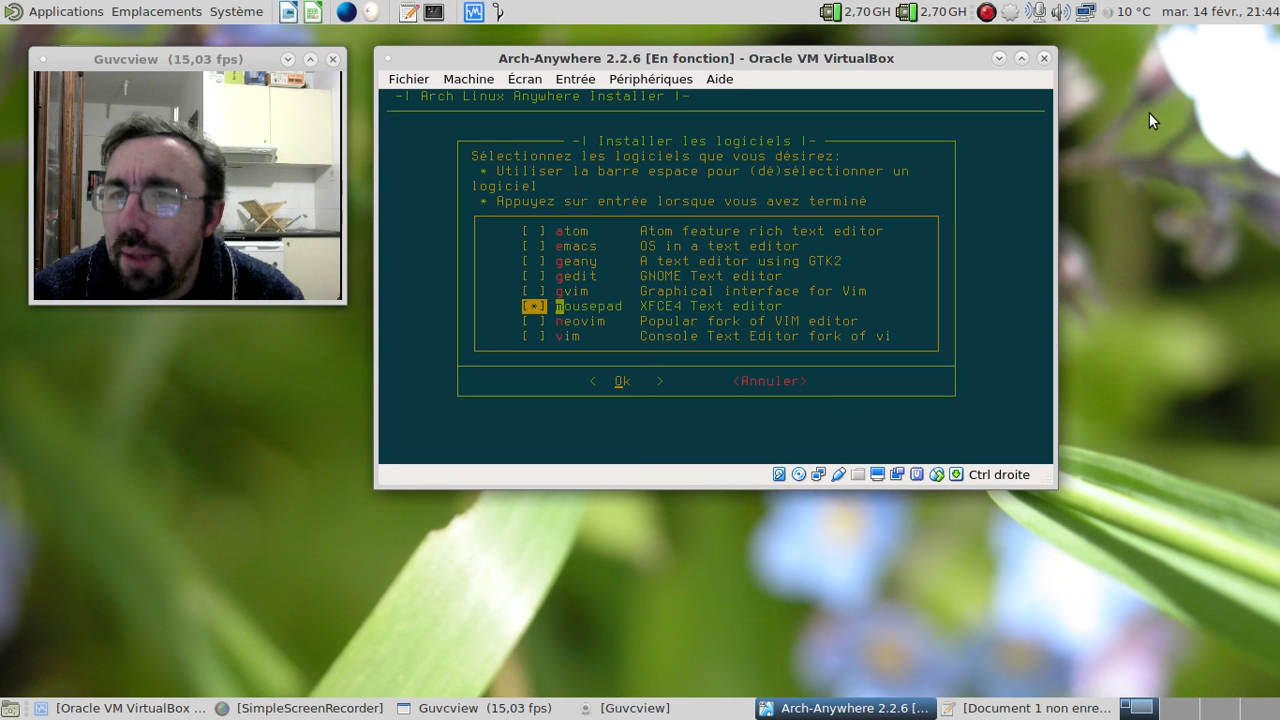 Applications Emplacements Système
2,70 GH 2,70 GH 10 °C mar. 14 févr., 21:44
Guvcview (15,03 fps)
Arch-Anywhere 2.2.6 [En fonction] - Oracle VM VirtualBox
Fichier Machine Écran Entrée Périphériques Aide
-| Arch Linux Anywhere Installer |-
-| Installer les logiciels |-
Sélectionnez les logiciels que vous désirez:
* Utiliser la barre espace pour (dé)sélectionner un
logiciel
* Appuyez sur entrée lorsque vous avez terminé
[ ] atom Atom feature rich text editor
[ ] emacs OS in a text editor
[ ] geany A text editor using GTK2
[ ] gedit GNOME Text editor
[ ] gvim Graphical interface for Vim
[*] mousepad XFCE4 Text editor
[ ] neovim Popular fork of VIM editor
[ ] vim Console Text Editor fork of vi
< Ok > <Annuler>
Ctrl droite
[Oracle VM VirtualBox ... [SimpleScreenRecorder] Guvcview (15,03 fps) [Guvcview] Arch-Anywhere 2.2.6 [... [Document 1 non enre...